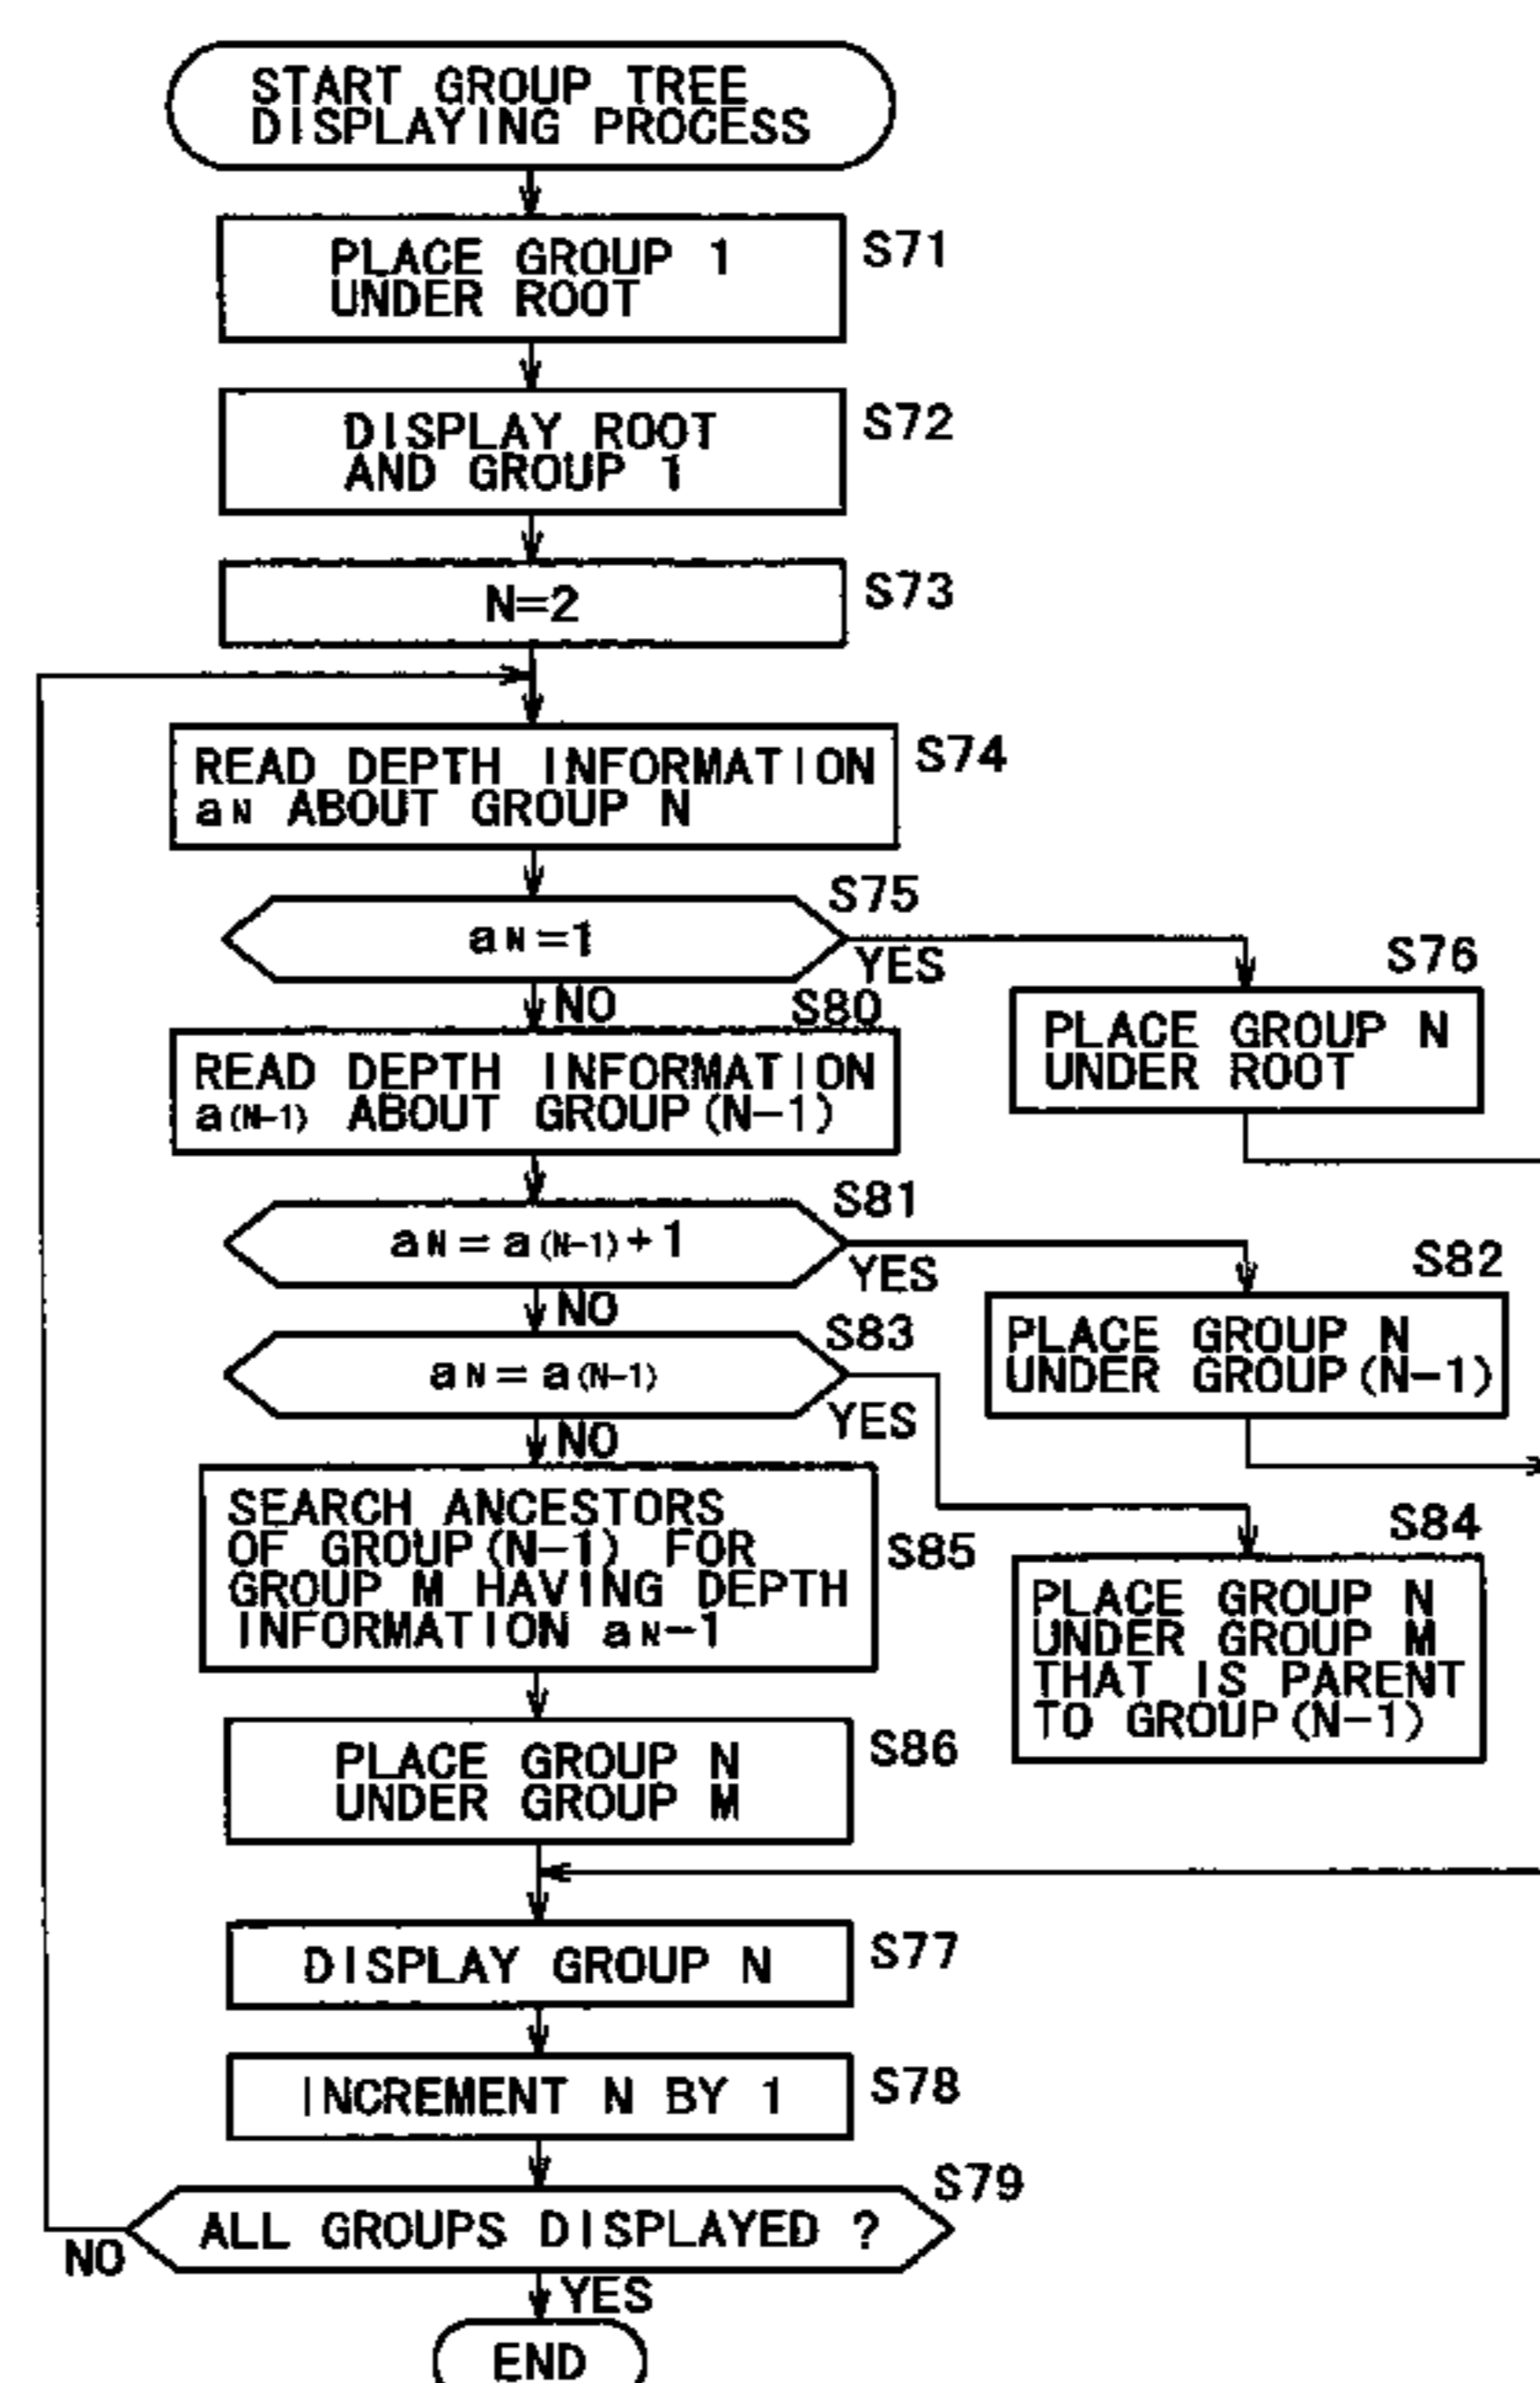 START GROUP TREE
DISPLAYING PROCESS
PLACE GROUP 1
UNDER ROOT
S71
DISPLAY ROOT
AND GROUP 1
S72
N=2
S73
READ DEPTH INFORMATION
aN ABOUT GROUP N
S74
aN=1
S75
YES
NO
S76
PLACE GROUP N
UNDER ROOT
S80
READ DEPTH INFORMATION
a(N-1) ABOUT GROUP(N-1)
aN=a(N-1)+1
S81
YES
NO
S82
PLACE GROUP N
UNDER GROUP(N-1)
aN=a(N-1)
S83
YES
NO
S84
PLACE GROUP N
UNDER GROUP M
THAT IS PARENT
TO GROUP(N-1)
SEARCH ANCESTORS
OF GROUP(N-1) FOR
GROUP M HAVING DEPTH
INFORMATION aN-1
S85
PLACE GROUP N
UNDER GROUP M
S86
DISPLAY GROUP N
S77
INCREMENT N BY 1
S78
ALL GROUPS DISPLAYED ?
S79
NO
YES
END